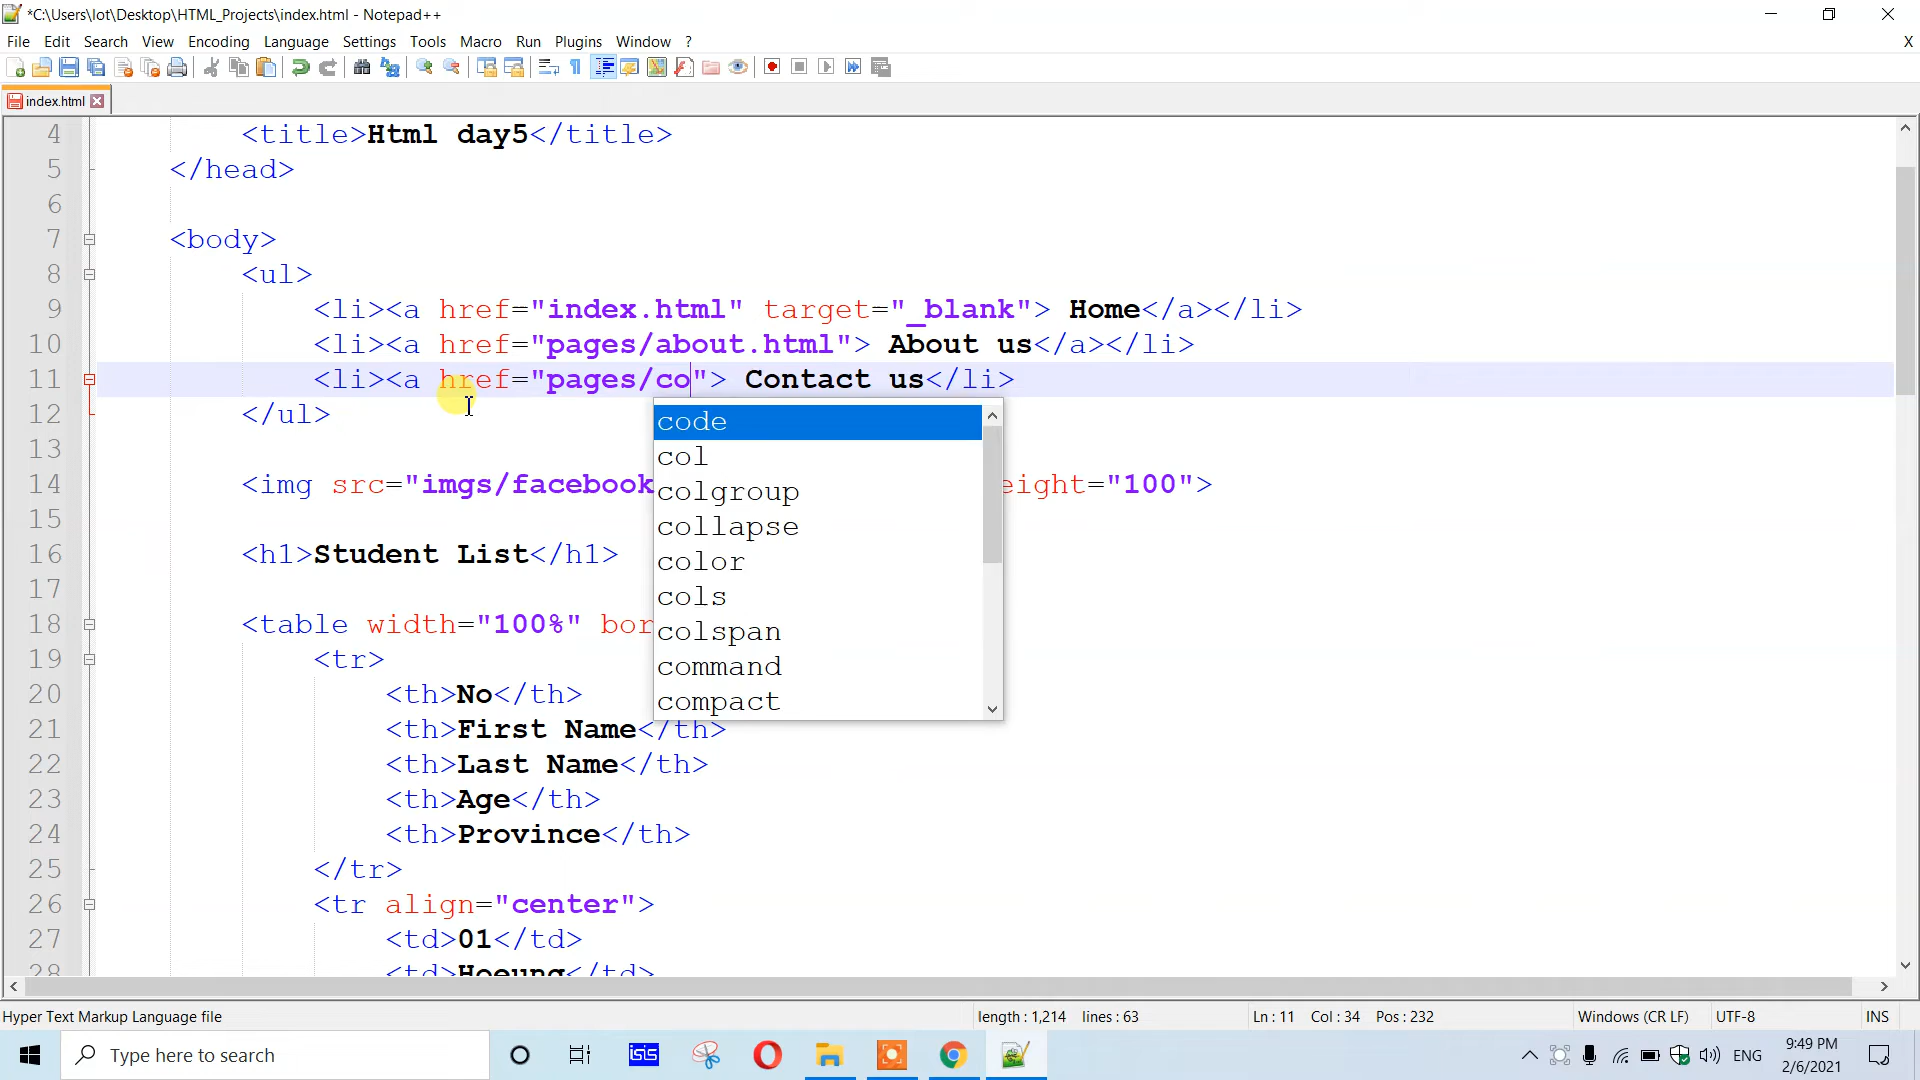 *C:\Users\lot\Desktop\HTML_Projects\index.html - Notepad++
File Edit Search View Encoding Language Settings Tools Macro Run Plugins Window ? X
index.html
4 <title>Html day5</title>
5 </head>
6
7 <body>
8 <ul>
9 <li><a href="index.html" target="_blank"> Home</a></li>
10 <li><a href="pages/about.html"> About us</a></li>
11 <li><a href="pages/co"> Contact us</li>
12 </ul>
code
13
col
14 <img src="imgs/facebook eight="100">
colgroup
15
collapse
16 <h1>Student List</h1>
color
17
cols
18 <table width="100%" bor
colspan
19 <tr>
command
20 <th>No</th>
compact
21 <th>First Name</th>
22 <th>Last Name</th>
23 <th>Age</th>
24 <th>Province</th>
25 </tr>
26 <tr align="center">
27 <td>01</td>
28 <td>Hoeung</td>
Hyper Text Markup Language file length : 1,214 lines : 63 Ln : 11 Col : 34 Pos : 232 Windows (CR LF) UTF-8 INS
Type here to search isis ENG 9:49 PM
2/6/2021